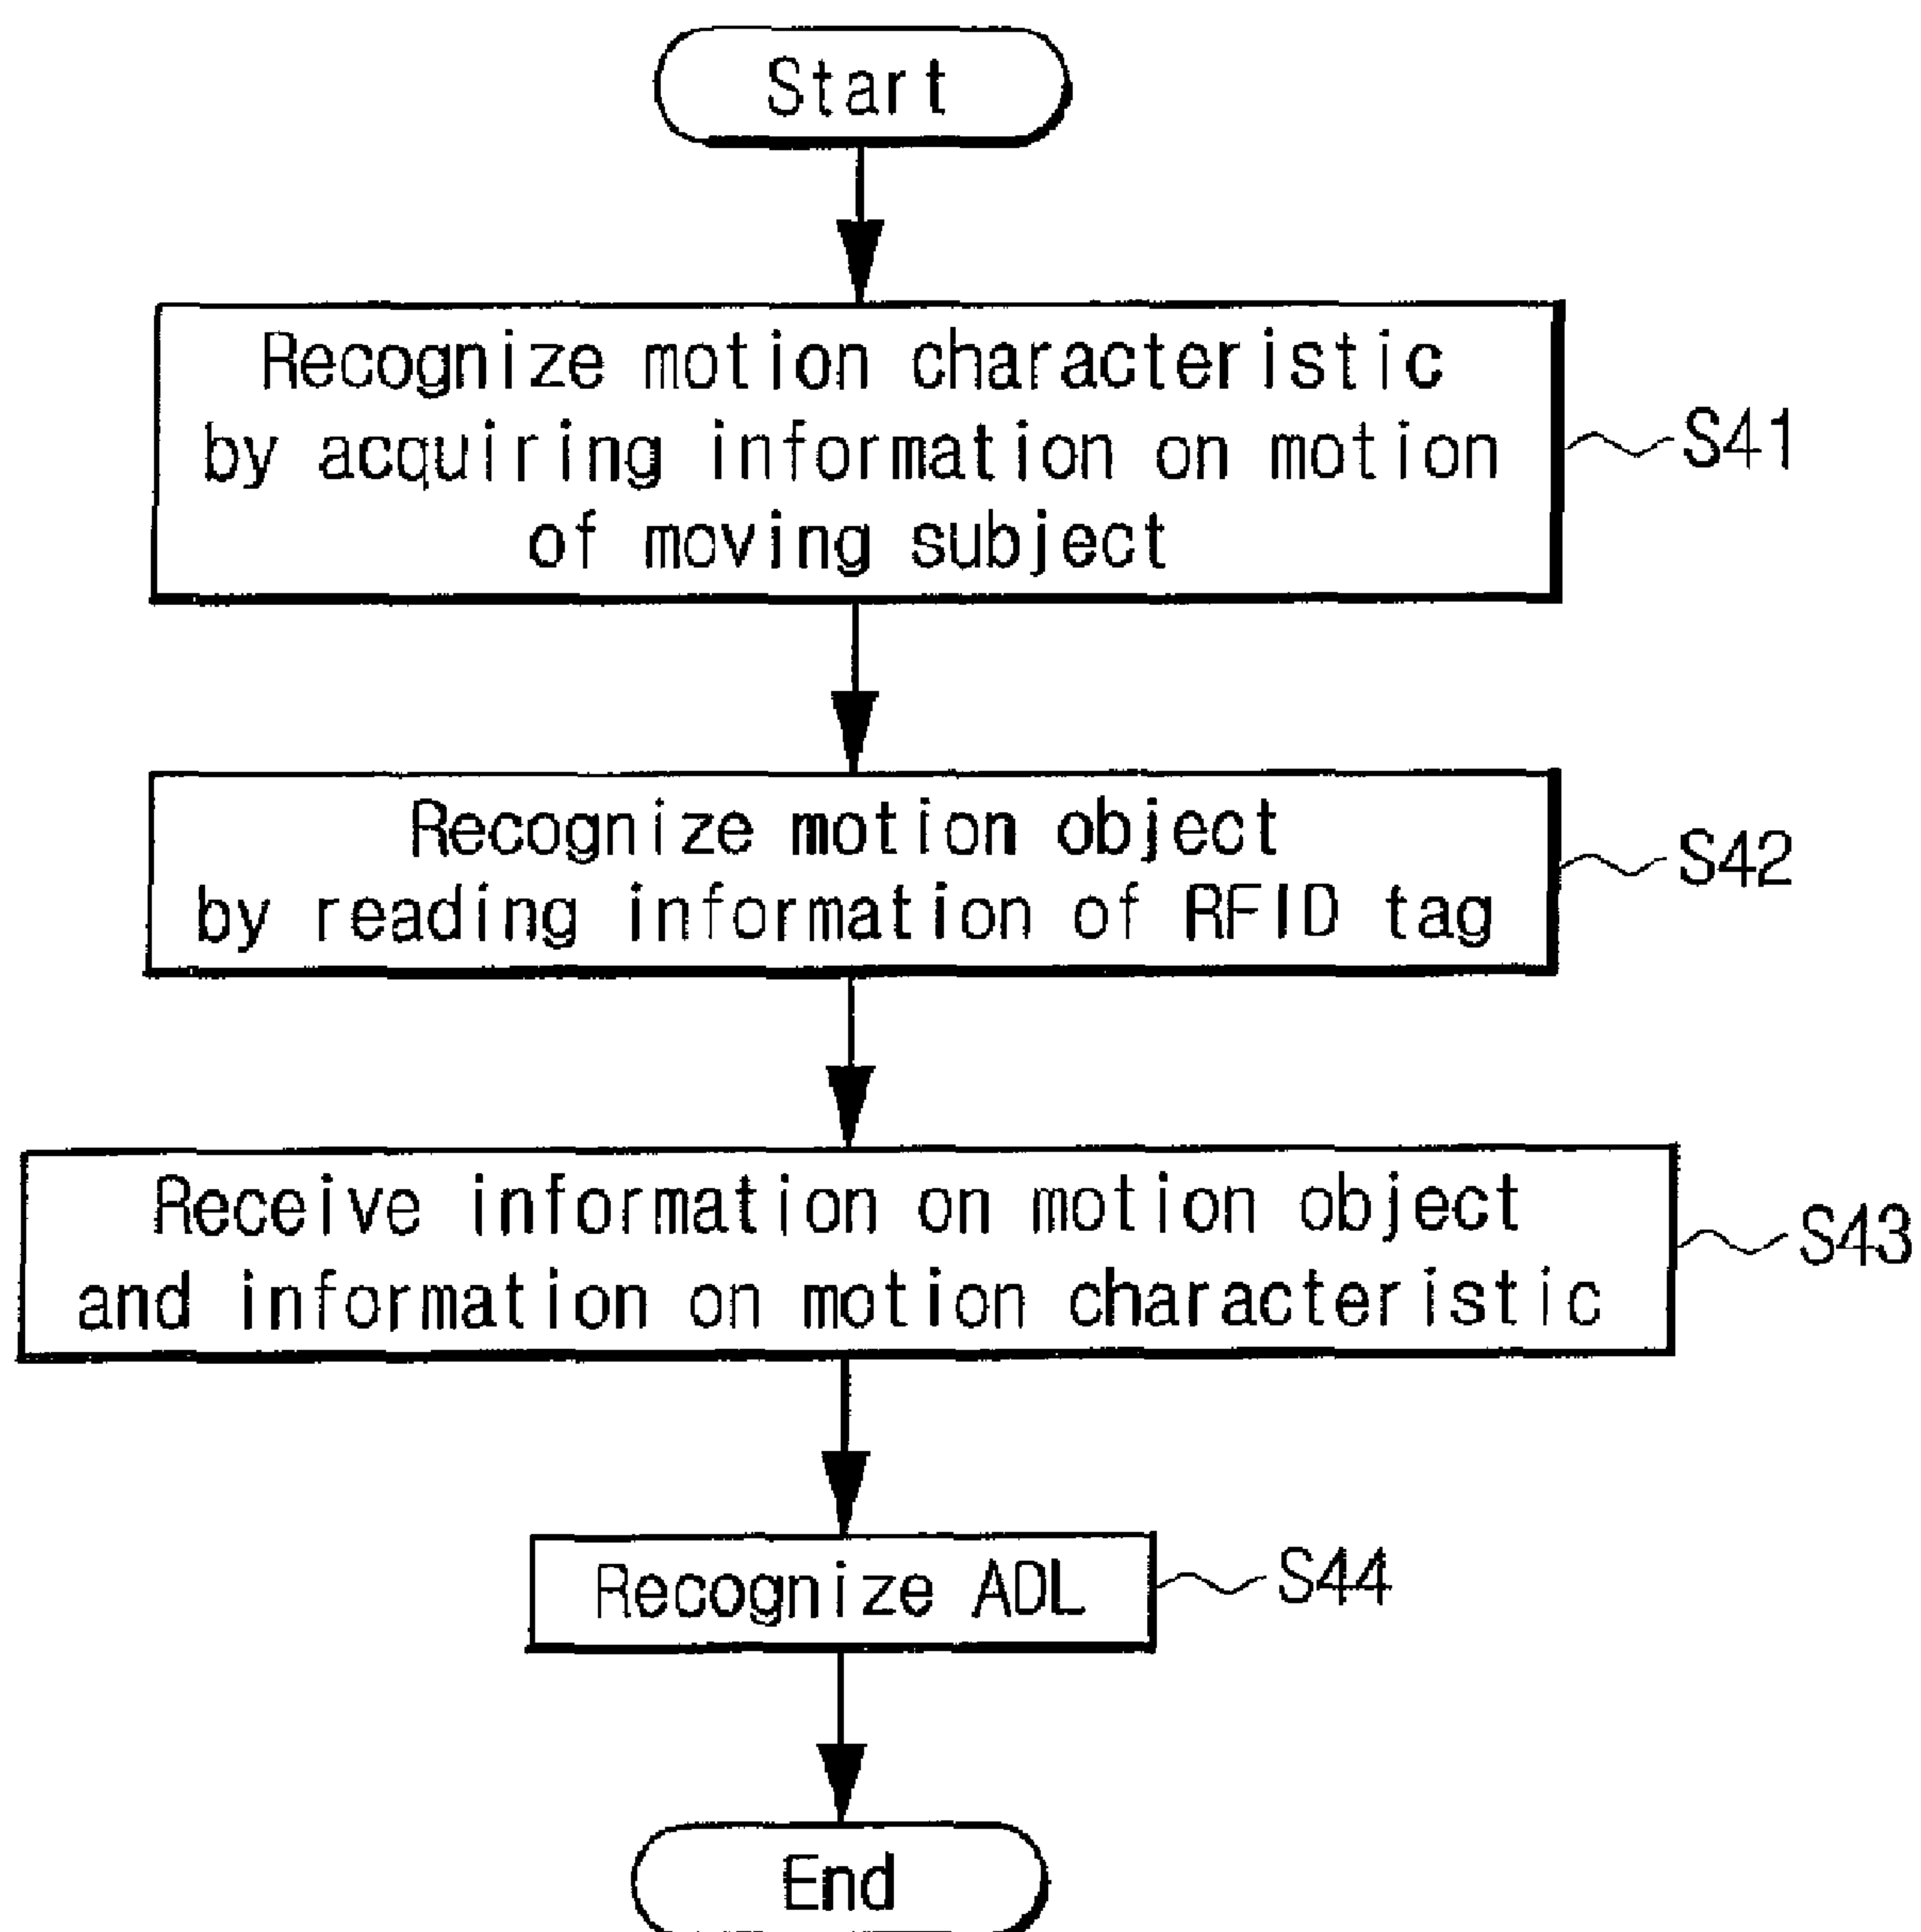 Start
Recognize motion characteristic
by acquiring information on motion
of moving subject
S41
Recognize motion object
by reading information of RFID tag
S42
Receive information on motion object
and information on motion characteristic
S43
Recognize ADL
S44
End